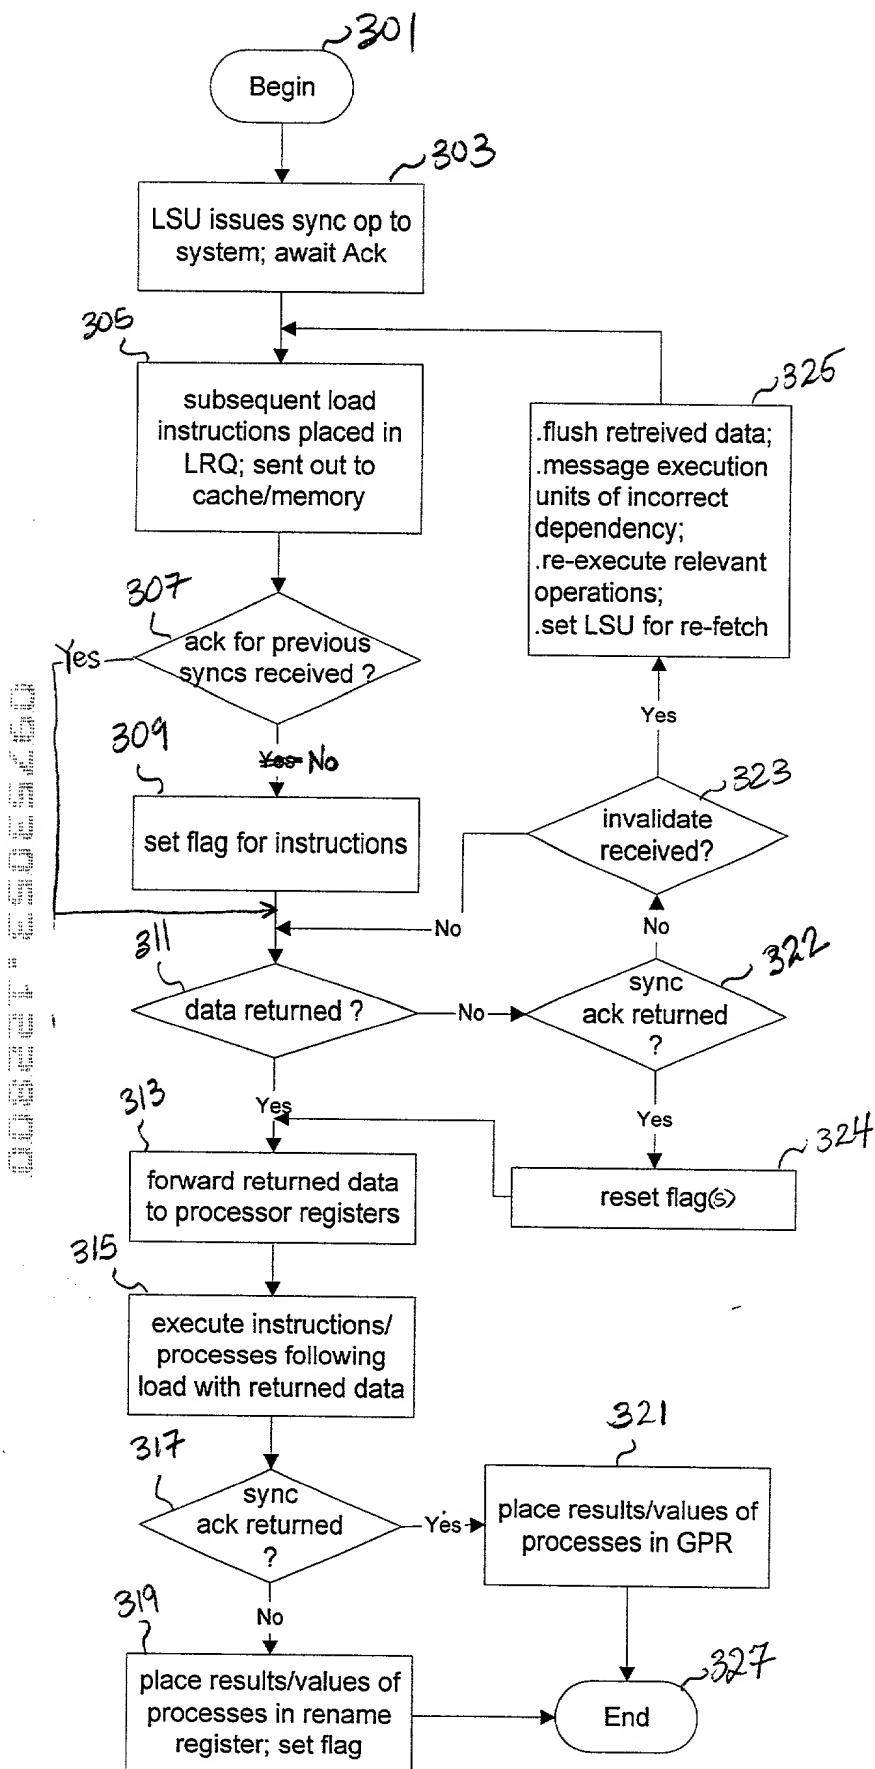 301
Begin
303
LSU issues sync op to
system; await Ack
305
subsequent load
instructions placed in
LRQ; sent out to
cache/memory
325
.flush retreived data;
.message execution
units of incorrect
dependency;
.re-execute relevant
operations;
.set LSU for re-fetch
307
ack for previous
syncs received ?
Yes
Yes No
309
set flag for instructions
Yes
323
invalidate
received?
No
No
311
data returned ?
No
322
sync
ack returned
?
Yes
Yes
313
forward returned data
to processor registers
324
reset flag(s)
315
execute instructions/
processes following
load with returned data
317
sync
ack returned
?
Yes
321
place results/values of
processes in GPR
No
319
place results/values of
processes in rename
register; set flag
327
End
09758053.122800